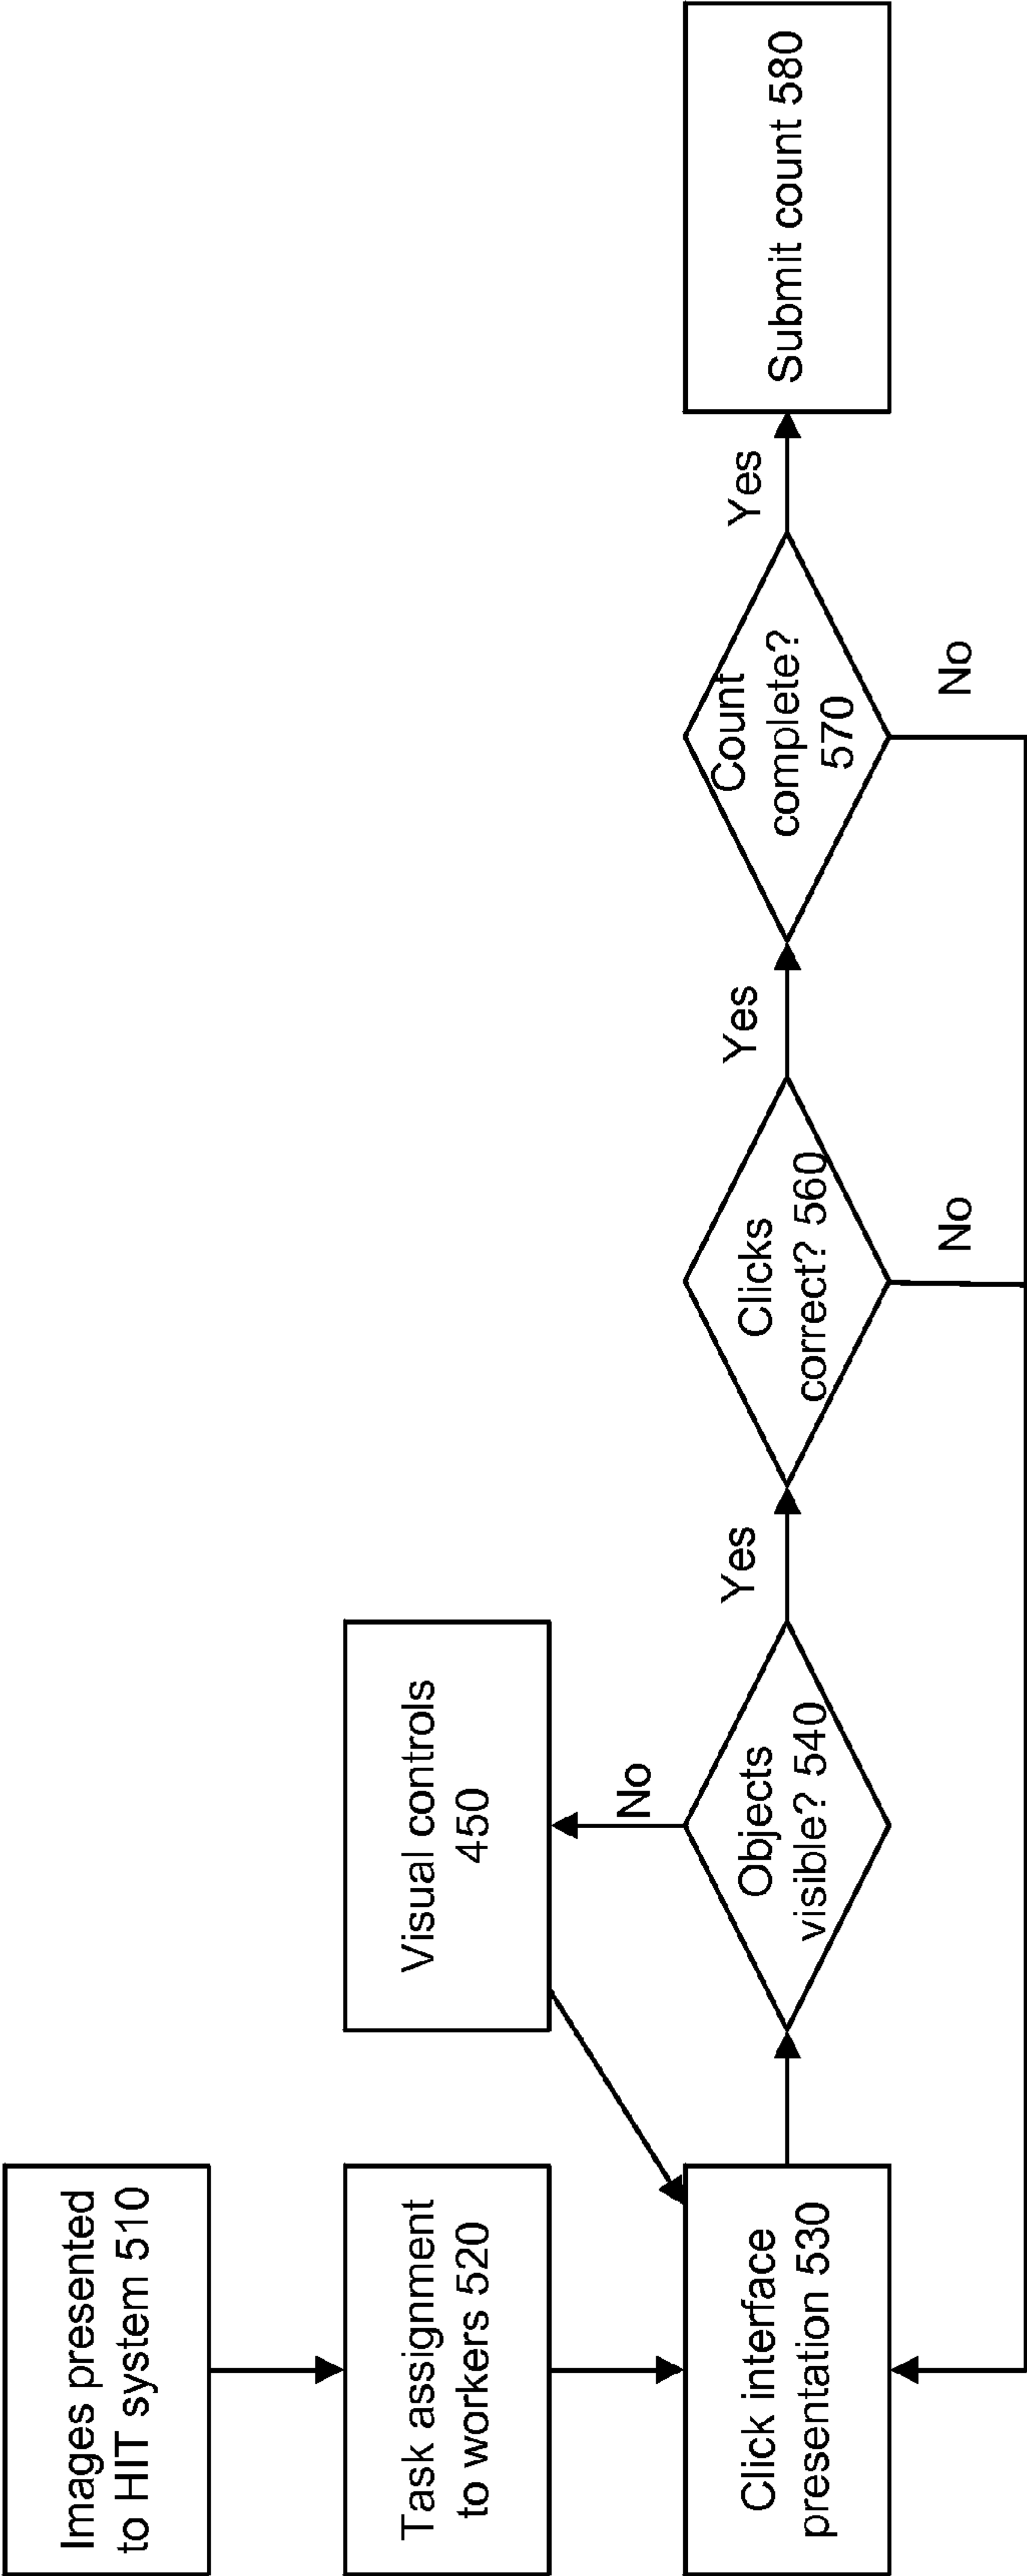 Images presented
to HIT system 510
Task assignment
to workers 520
Click interface
presentation 530
Visual controls
450
No
Objects
visible? 540
Yes
Clicks
correct? 560
No
Yes
Count
complete?
570
No
Yes
Submit count 580